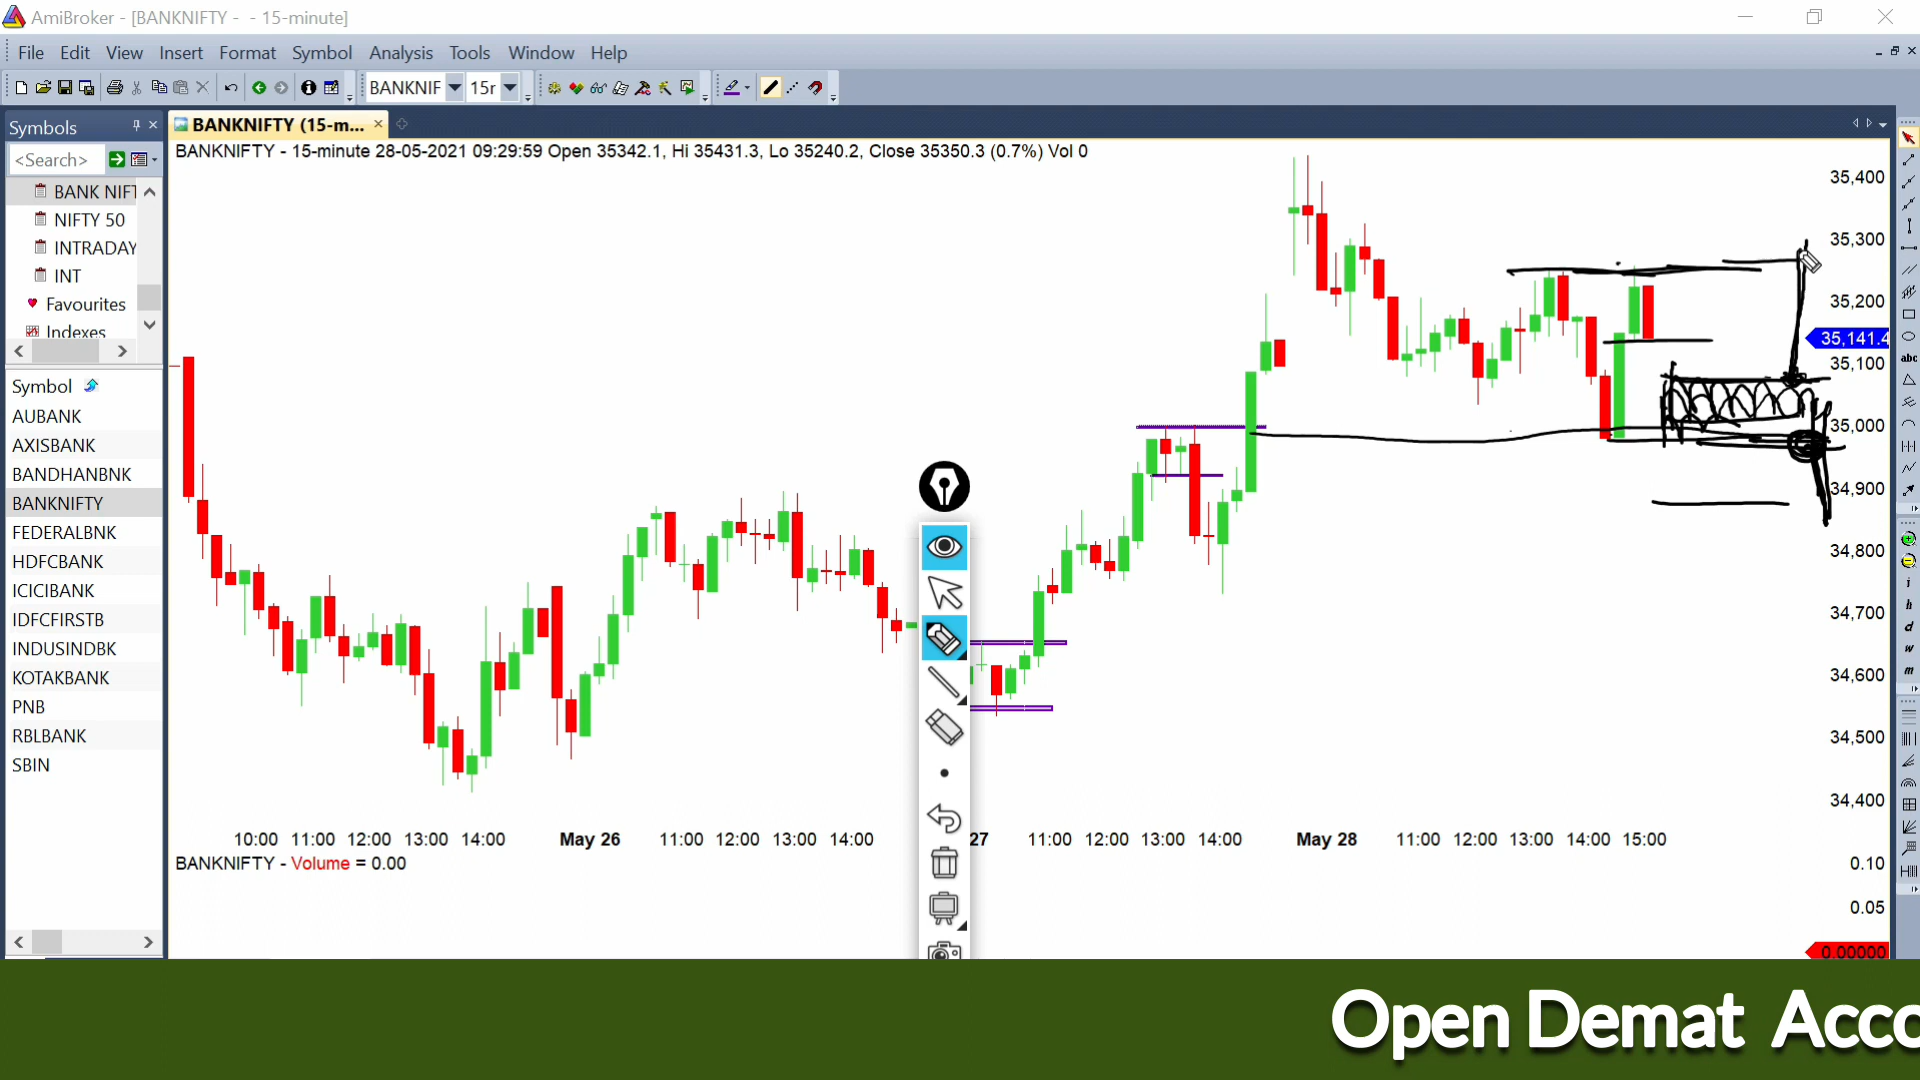 AmiBroker - [BANKNIFTY - - 15-minute]
File Edit View Insert Format Symbol Analysis Tools Window Help
BANKNIF 15r
Symbols
BANKNIFTY (15-m...
<Search>
BANKNIFTY - 15-minute 28-05-2021 09:29:59 Open 35342.1, Hi 35431.3, Lo 35240.2, Close 35350.3 (0.7%) Vol 0
BANK NIFT
NIFTY 50
INTRADAY
INT
Favourites
Indexes
Symbol
AUBANK
AXISBANK
BANDHANBNK
BANKNIFTY
FEDERALBNK
HDFCBANK
ICICIBANK
IDFCFIRSTB
INDUSINDBK
KOTAKBANK
PNB
RBLBANK
SBIN
35,400
35,300
35,200
35,141.4
35,100
35,000
34,900
34,800
34,700
34,600
34,500
34,400
10:00 11:00 12:00 13:00 14:00 May 26 11:00 12:00 13:00 14:00 27 11:00 12:00 13:00 14:00 May 28 11:00 12:00 13:00 14:00 15:00
BANKNIFTY - Volume = 0.00
0.10
0.05
0.00000
abc
i
h
d
w
m
Open Demat Acco